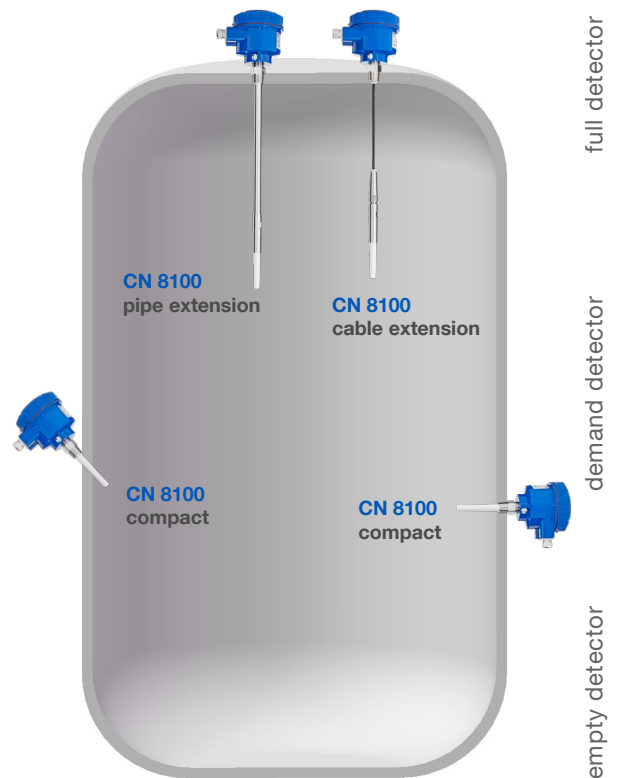 full detector
CN 8100
pipe extension
CN 8100
cable extension
demand detector
CN 8100
compact
CN 8100
compact
empty detector